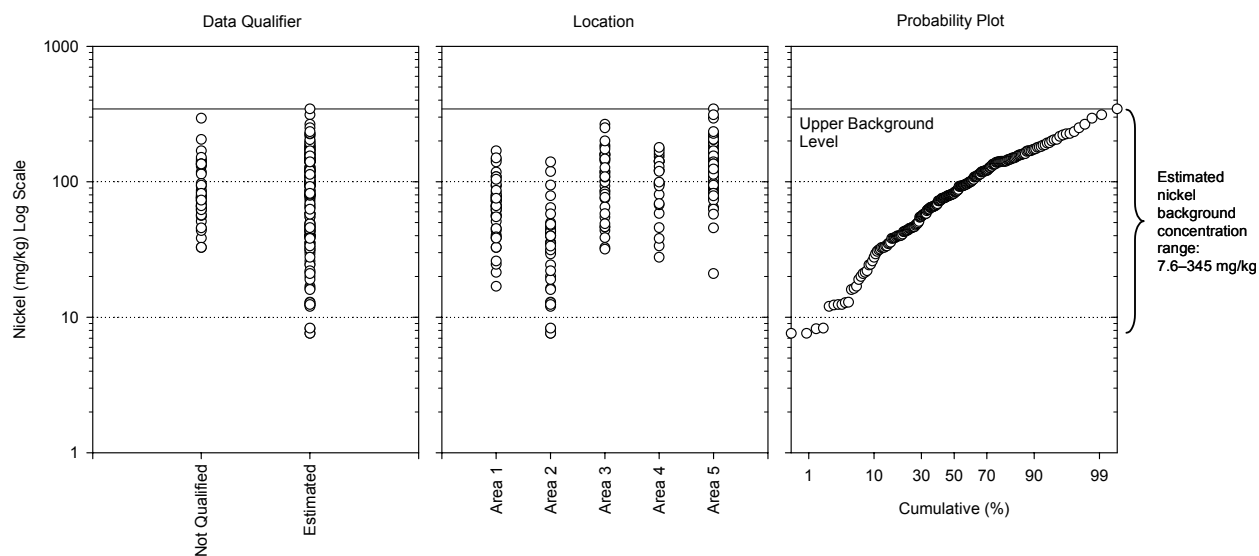 Data Qualifier
Location
Probability Plot
Nickel (mg/kg) Log Scale
1000
100
10
1
Upper Background
Level
Estimated
nickel
background
concentration
range:
7.6–345 mg/kg
Not Qualified
Estimated
Area 1
Area 2
Area 3
Area 4
Area 5
1 10 30 50 70 90 99
Cumulative (%)